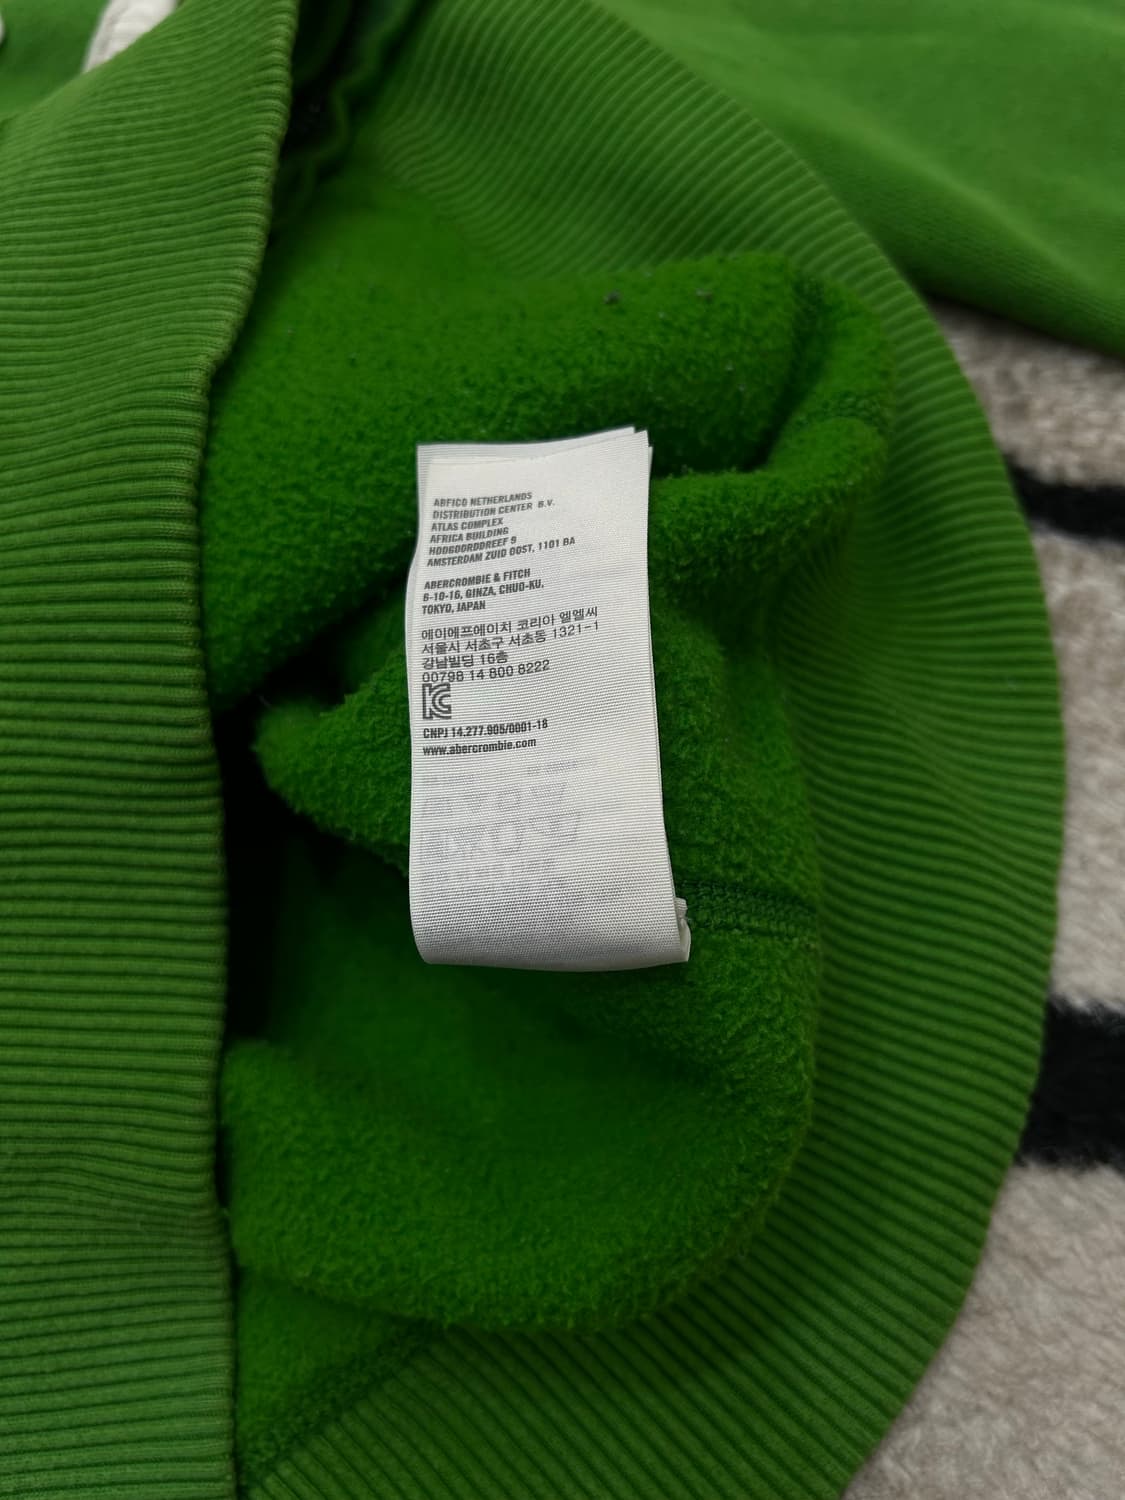 ABFICO NETHERLANDS
DISTRIBUTION CENTER B.V.
ATLAS COMPLEX
AFRICA BUILDING
HOOGOORDDREEF 9
AMSTERDAM ZUID OOST, 1101 BA
ABERCROMBIE & FITCH
6-10-16, GINZA, CHUO-KU,
TOKYO, JAPAN
에이에프에이치 코리아 엘엘씨
서울시 서초구 서초동 1321-1
강남빌딩 16층
00798 14 800 8222
KC
CNPJ 14.277.905/0001-18
www.abercrombie.com